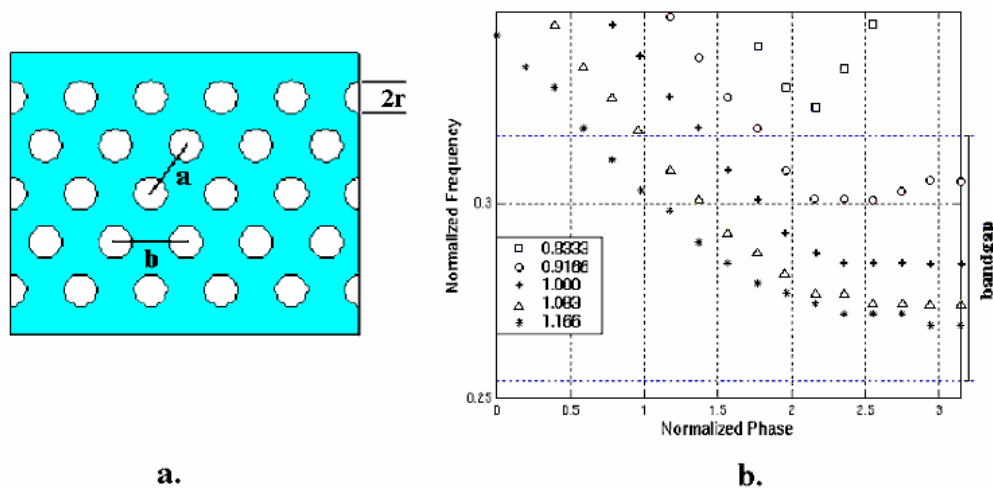 2r
a
b
a.
Normalized Frequency
0.3
0.25
0.8333
0.9166
1.000
1.083
1.166
0
0.5
1
1.5
2
2.5
3
Normalized Phase
bandgap
b.